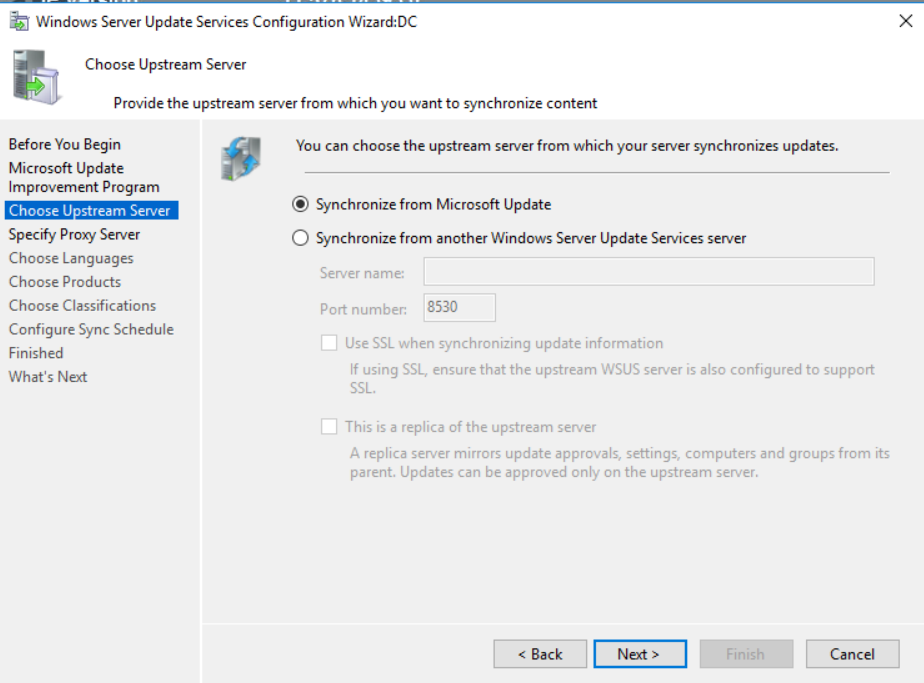 Windows Server Update Services Configuration Wizard:DC
Choose Upstream Server
Provide the upstream server from which you want to synchronize content
Before You Begin
Microsoft Update
Improvement Program
Choose Upstream Server
Specify Proxy Server
Choose Languages
Choose Products
Choose Classifications
Configure Sync Schedule
Finished
What's Next
You can choose the upstream server from which your server synchronizes updates.
Synchronize from Microsoft Update
Synchronize from another Windows Server Update Services server
Server name:
Port number: 8530
Use SSL when synchronizing update information
If using SSL, ensure that the upstream WSUS server is also configured to support
SSL.
This is a replica of the upstream server
A replica server mirrors update approvals, settings, computers and groups from its
parent. Updates can be approved only on the upstream server.
< Back Next > Finish Cancel